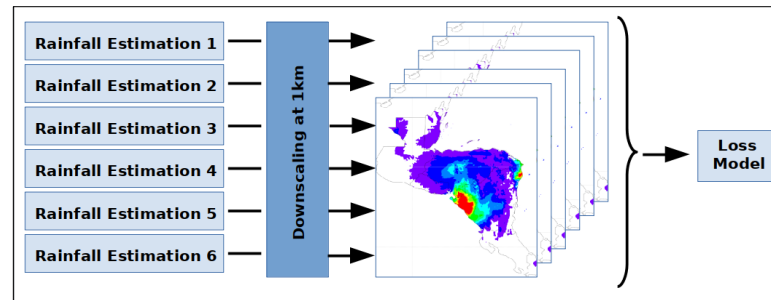 Rainfall Estimation 1
Rainfall Estimation 2
Rainfall Estimation 3
Rainfall Estimation 4
Rainfall Estimation 5
Rainfall Estimation 6
Downscaling at 1km
Loss
Model